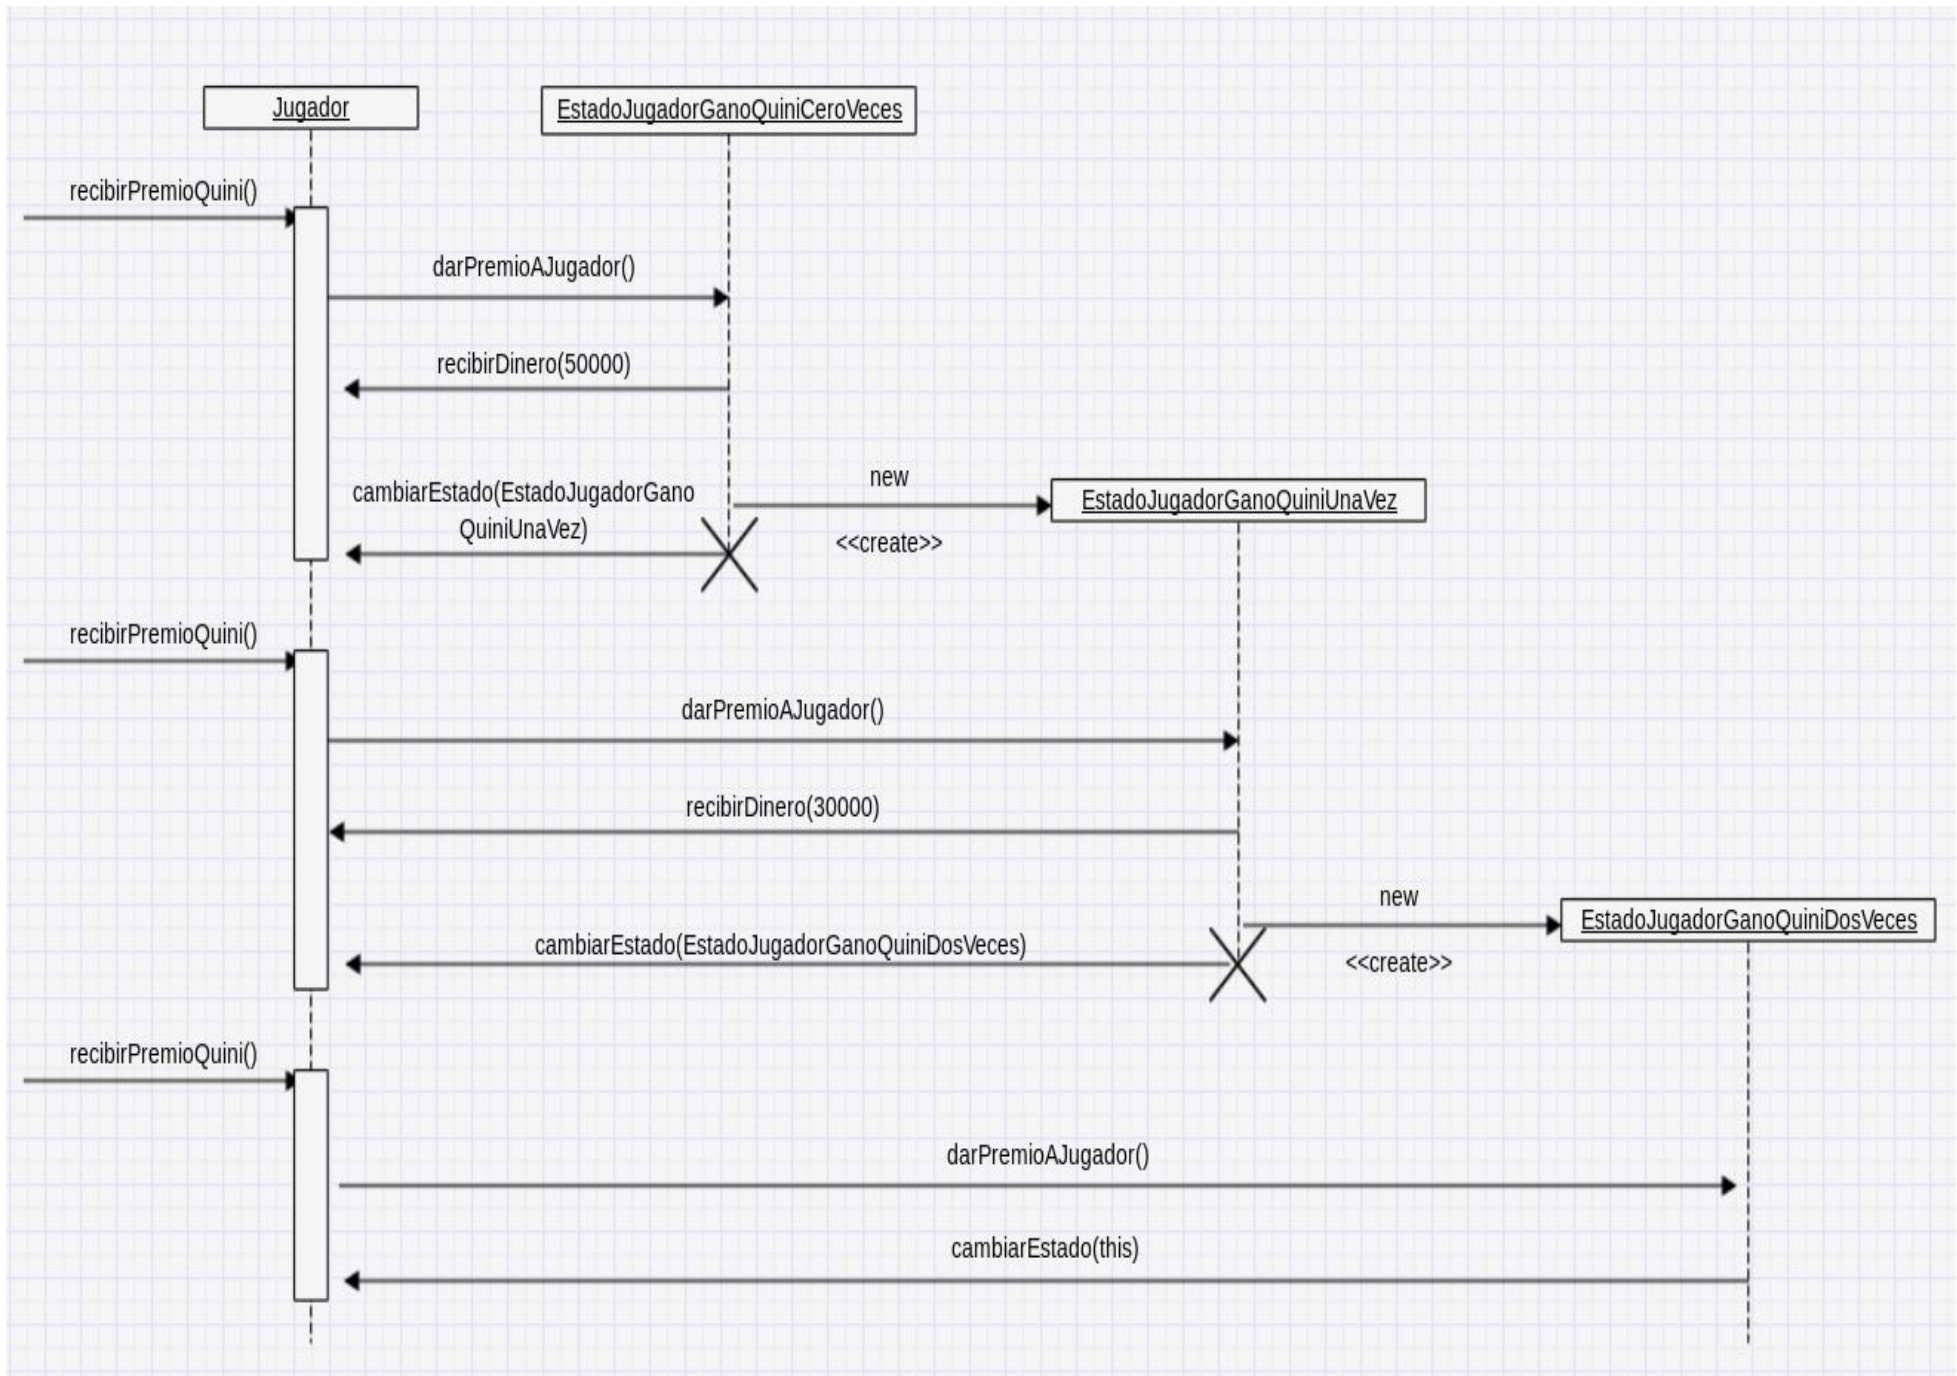 Jugador
EstadoJugadorGanoQuiniCeroVeces
recibirPremioQuini()
darPremioAJugador()
recibirDinero(50000)
cambiarEstado(EstadoJugadorGano
QuiniUnaVez)
new
<<create>>
EstadoJugadorGanoQuiniUnaVez
recibirPremioQuini()
darPremioAJugador()
recibirDinero(30000)
cambiarEstado(EstadoJugadorGanoQuiniDosVeces)
new
<<create>>
EstadoJugadorGanoQuiniDosVeces
recibirPremioQuini()
darPremioAJugador()
cambiarEstado(this)